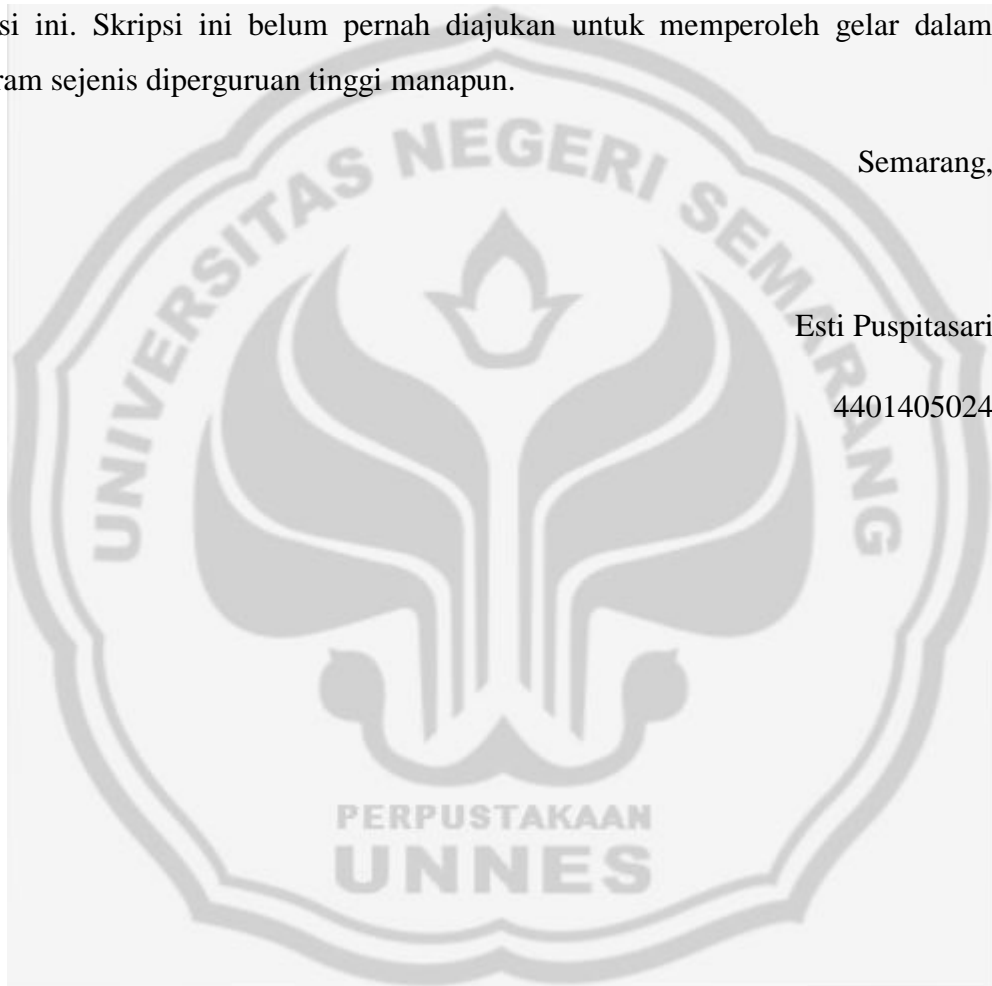 si ini. Skripsi ini belum pernah diajukan untuk memperoleh gelar dalam
ram sejenis diperguruan tinggi manapun.
UNIVERSITAS NEGERI SEMARANG
Semarang,
Esti Puspitasari
4401405024
PERPUSTAKAAN
UNNES